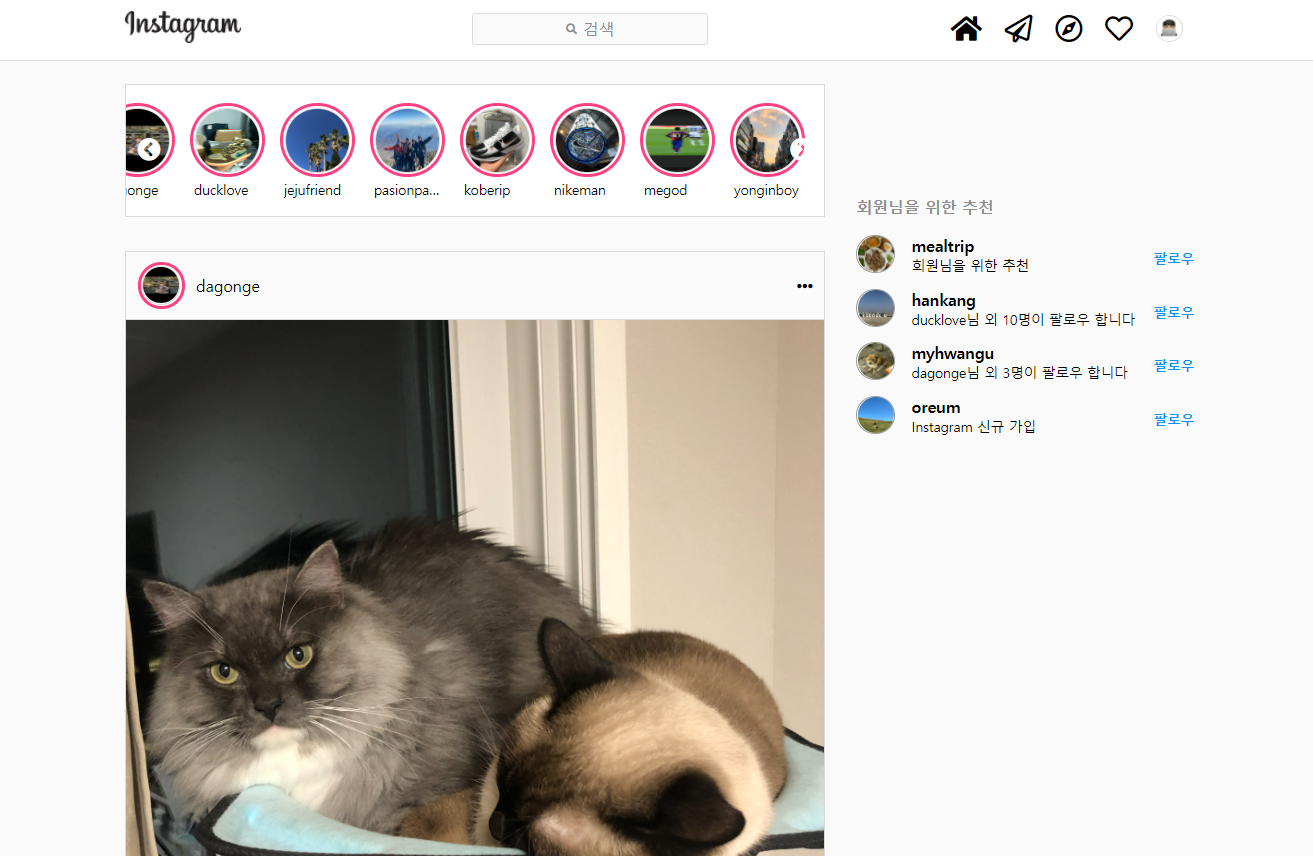 Instagram
검색
onge
ducklove
jejufriend
pasionpa...
koberip
nikeman
megod
yonginboy
dagonge
회원님을 위한 추천
mealtrip
회원님을 위한 추천
팔로우
hankang
ducklove님 외 10명이 팔로우 합니다
팔로우
myhwangu
dagonge님 외 3명이 팔로우 합니다
팔로우
oreum
Instagram 신규 가입
팔로우